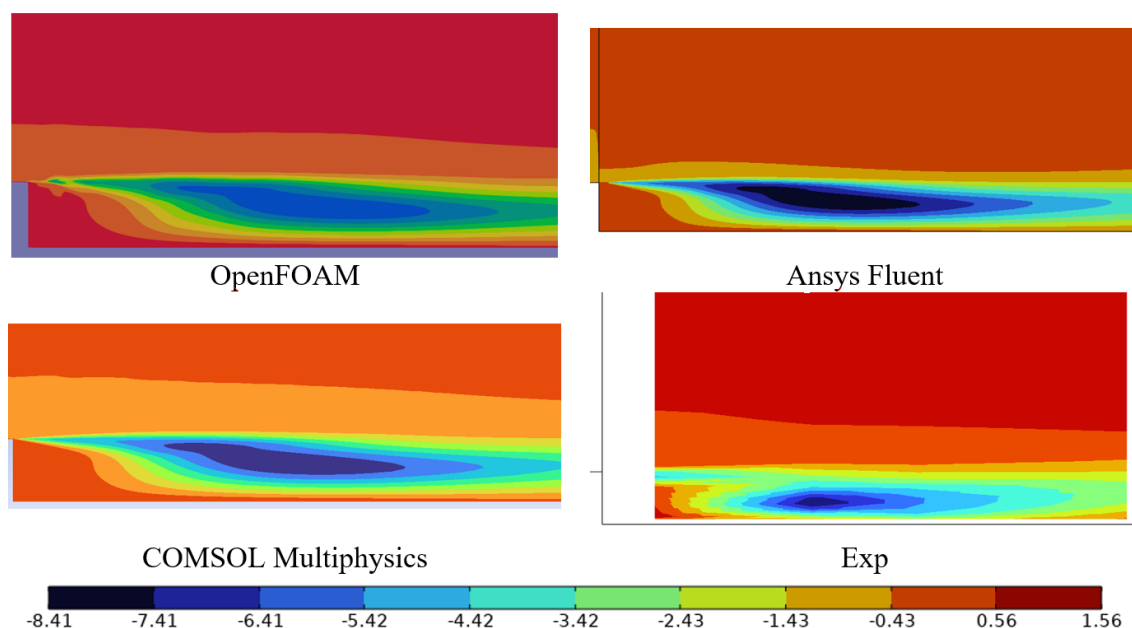 OpenFOAM
Ansys Fluent
COMSOL Multiphysics
Exp
-8.41 -7.41 -6.41 -5.42 -4.42 -3.42 -2.43 -1.43 -0.43 0.56 1.56